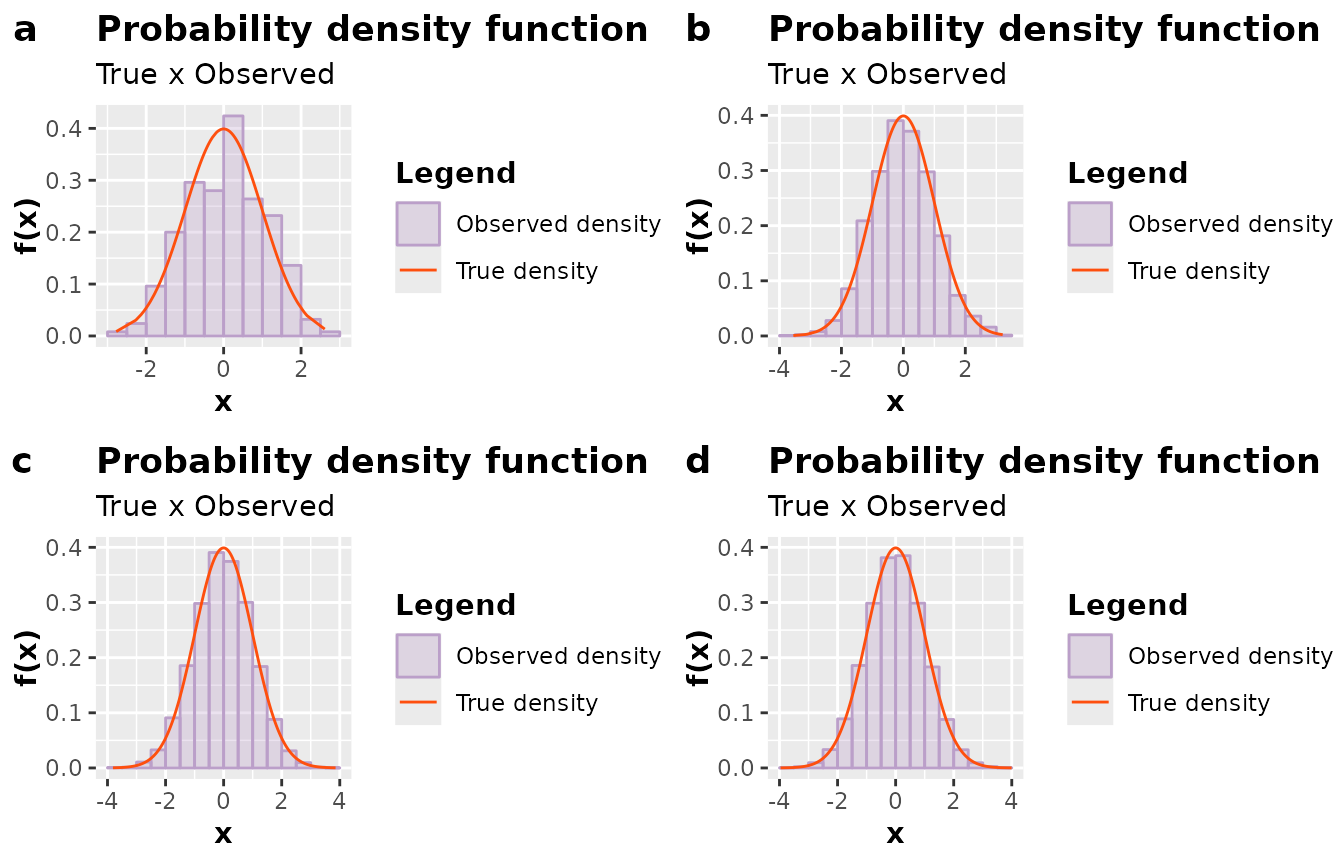 a
Probability density function
True x Observed
f(x)
0.4
0.3
0.2
0.1
0.0
-2 0 2
x
Legend
Observed density
True density
b
Probability density function
True x Observed
f(x)
0.4
0.3
0.2
0.1
0.0
-4 -2 0 2
x
Legend
Observed density
True density
c
Probability density function
True x Observed
f(x)
0.4
0.3
0.2
0.1
0.0
-4 -2 0 2 4
x
Legend
Observed density
True density
d
Probability density function
True x Observed
f(x)
0.4
0.3
0.2
0.1
0.0
-4 -2 0 2 4
x
Legend
Observed density
True density